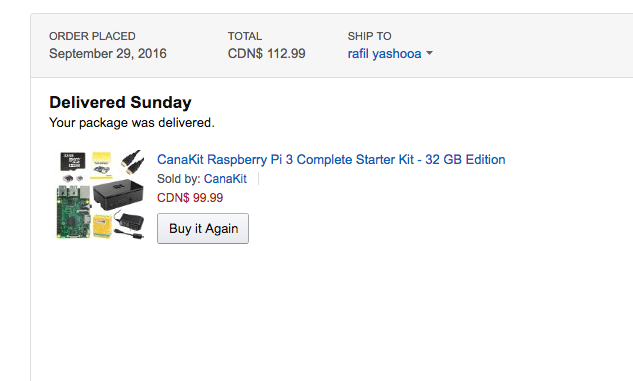 ORDER PLACED
September 29, 2016
TOTAL
CDN$ 112.99
SHIP TO
rafil yashooa
Delivered Sunday
Your package was delivered.
CanaKit Raspberry Pi 3 Complete Starter Kit - 32 GB Edition
Sold by: CanaKit
CDN$ 99.99
Buy it Again